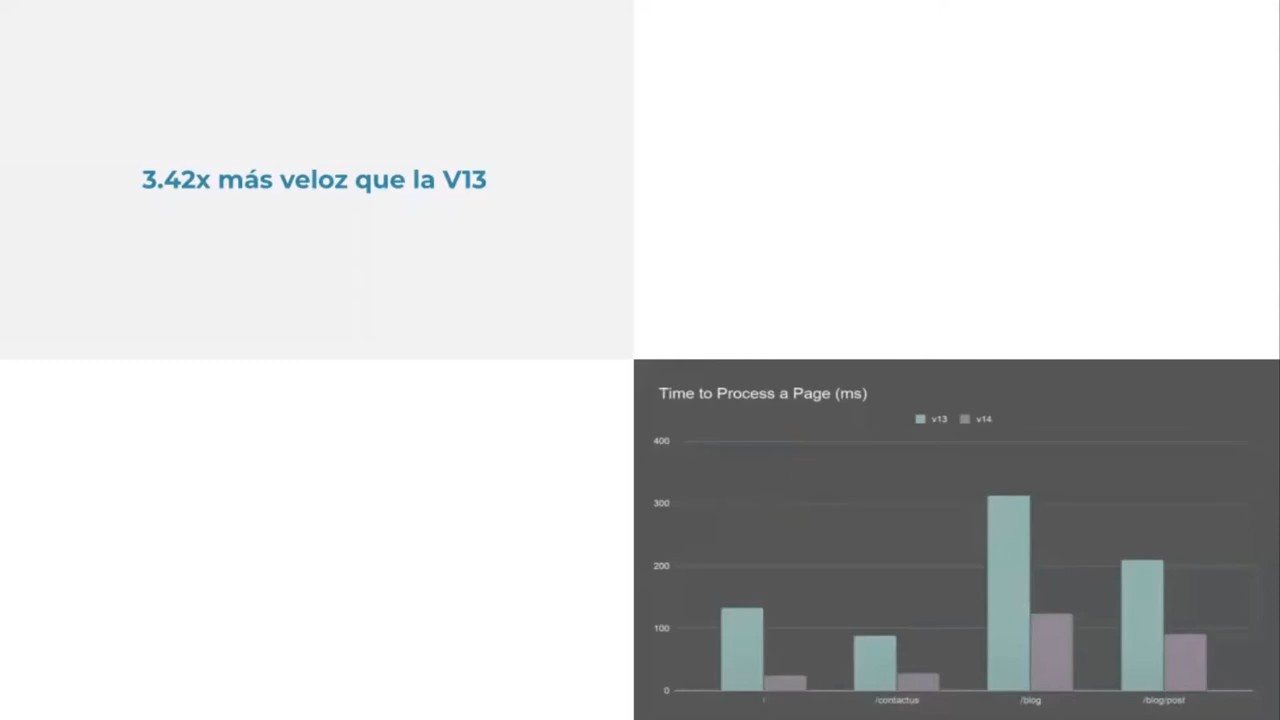 3.42x más veloz que la V13
Time to Process a Page (ms)
v13 v14
400
300
200
100
0
/ /contactus /blog /blog/post